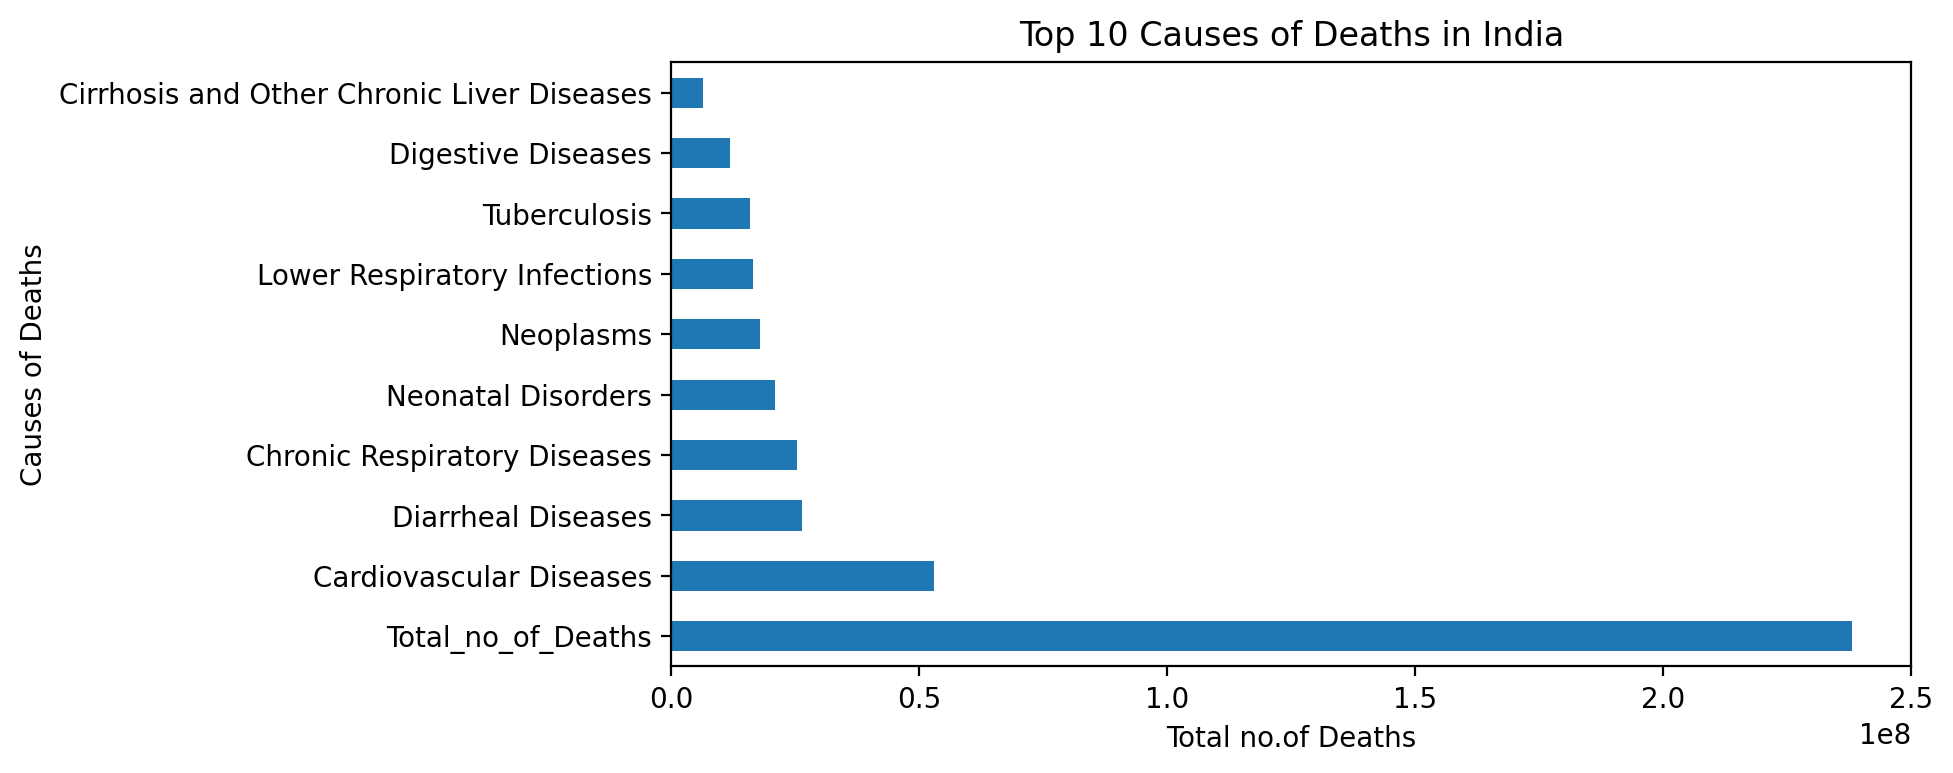 Top 10 Causes of Deaths in India
Causes of Deaths
Cirrhosis and Other Chronic Liver Diseases
Digestive Diseases
Tuberculosis
Lower Respiratory Infections
Neoplasms
Neonatal Disorders
Chronic Respiratory Diseases
Diarrheal Diseases
Cardiovascular Diseases
Total_no_of_Deaths
0.0 0.5 1.0 1.5 2.0 2.5
1e8
Total no.of Deaths